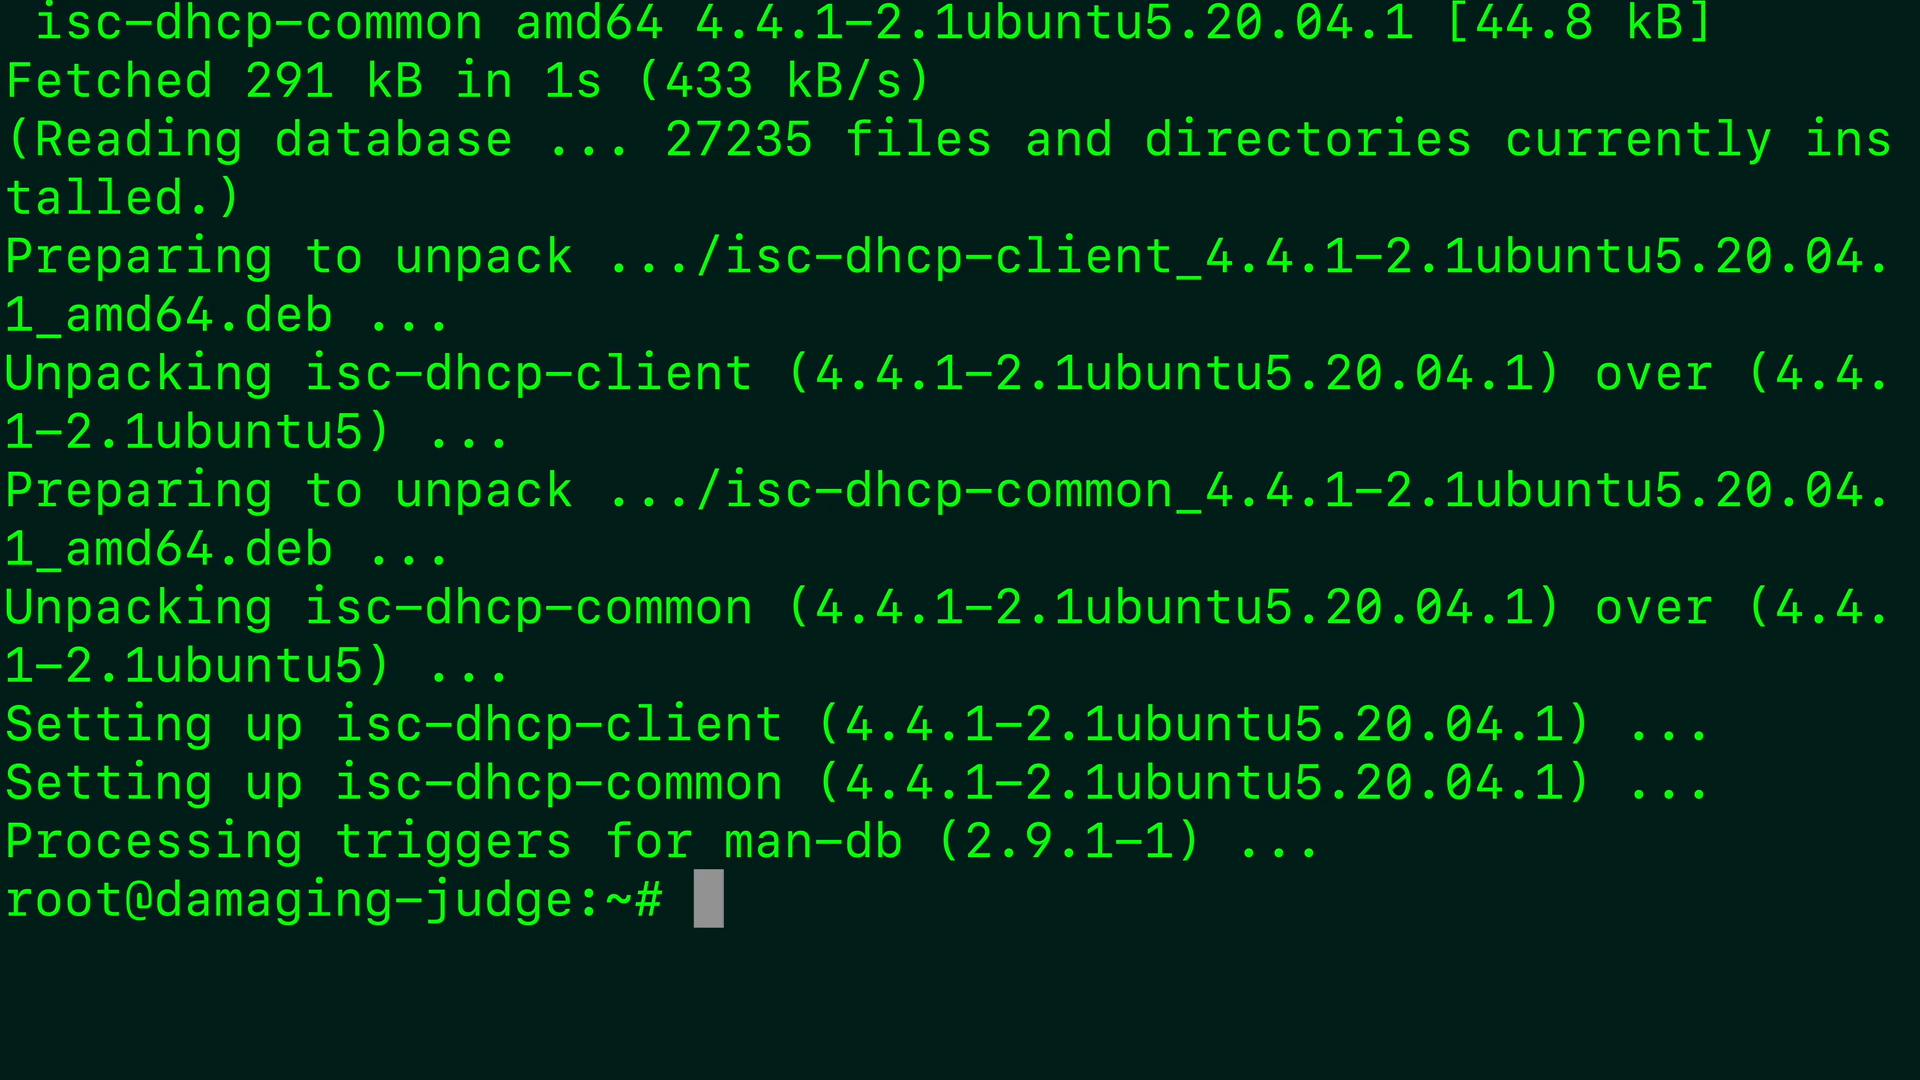 isc-dhcp-common amd64 4.4.1-2.1ubuntu5.20.04.1 [44.8 kB]
Fetched 291 kB in 1s (433 kB/s)
(Reading database ... 27235 files and directories currently ins
talled.)
Preparing to unpack .../isc-dhcp-client_4.4.1-2.1ubuntu5.20.04.
1_amd64.deb ...
Unpacking isc-dhcp-client (4.4.1-2.1ubuntu5.20.04.1) over (4.4.
1-2.1ubuntu5) ...
Preparing to unpack .../isc-dhcp-common_4.4.1-2.1ubuntu5.20.04.
1_amd64.deb ...
Unpacking isc-dhcp-common (4.4.1-2.1ubuntu5.20.04.1) over (4.4.
1-2.1ubuntu5) ...
Setting up isc-dhcp-client (4.4.1-2.1ubuntu5.20.04.1) ...
Setting up isc-dhcp-common (4.4.1-2.1ubuntu5.20.04.1) ...
Processing triggers for man-db (2.9.1-1) ...
root@damaging-judge:~#